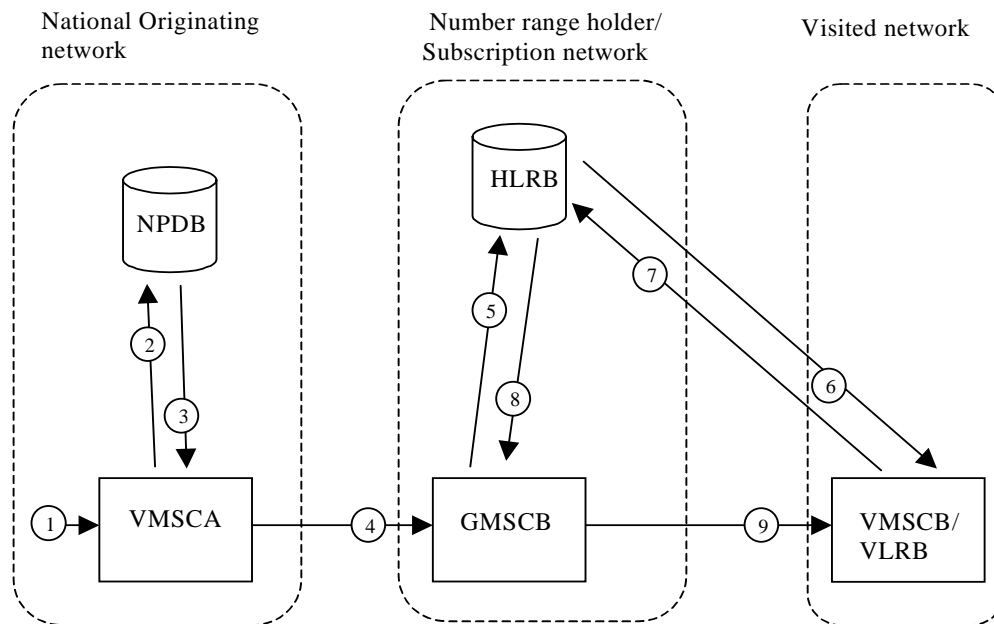 National Originating
network
Number range holder/
Subscription network
Visited network
NPDB
HLRB
2
3
5
8
7
6
1
VMSCA
4
GMSCB
9
VMSCB/
VLRB